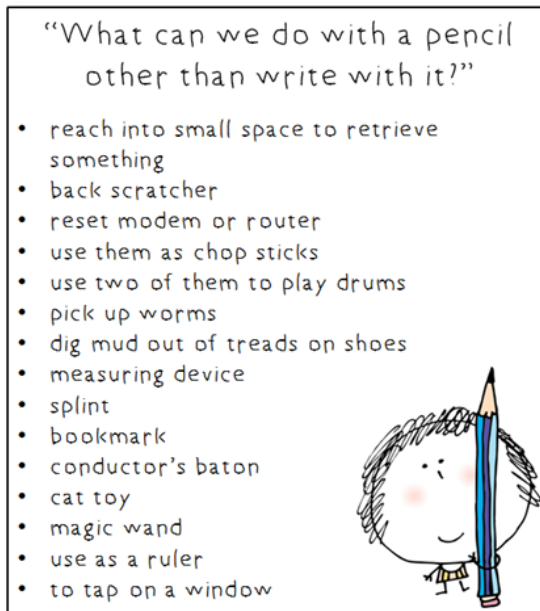 "What can we do with a pencil
other than write with it?"
• reach into small space to retrieve
something
• back scratcher
• reset modem or router
• use them as chop sticks
• use two of them to play drums
• pick up worms
• dig mud out of treads on shoes
• measuring device
• splint
• bookmark
• conductor's baton
• cat toy
• magic wand
• use as a ruler
• to tap on a window